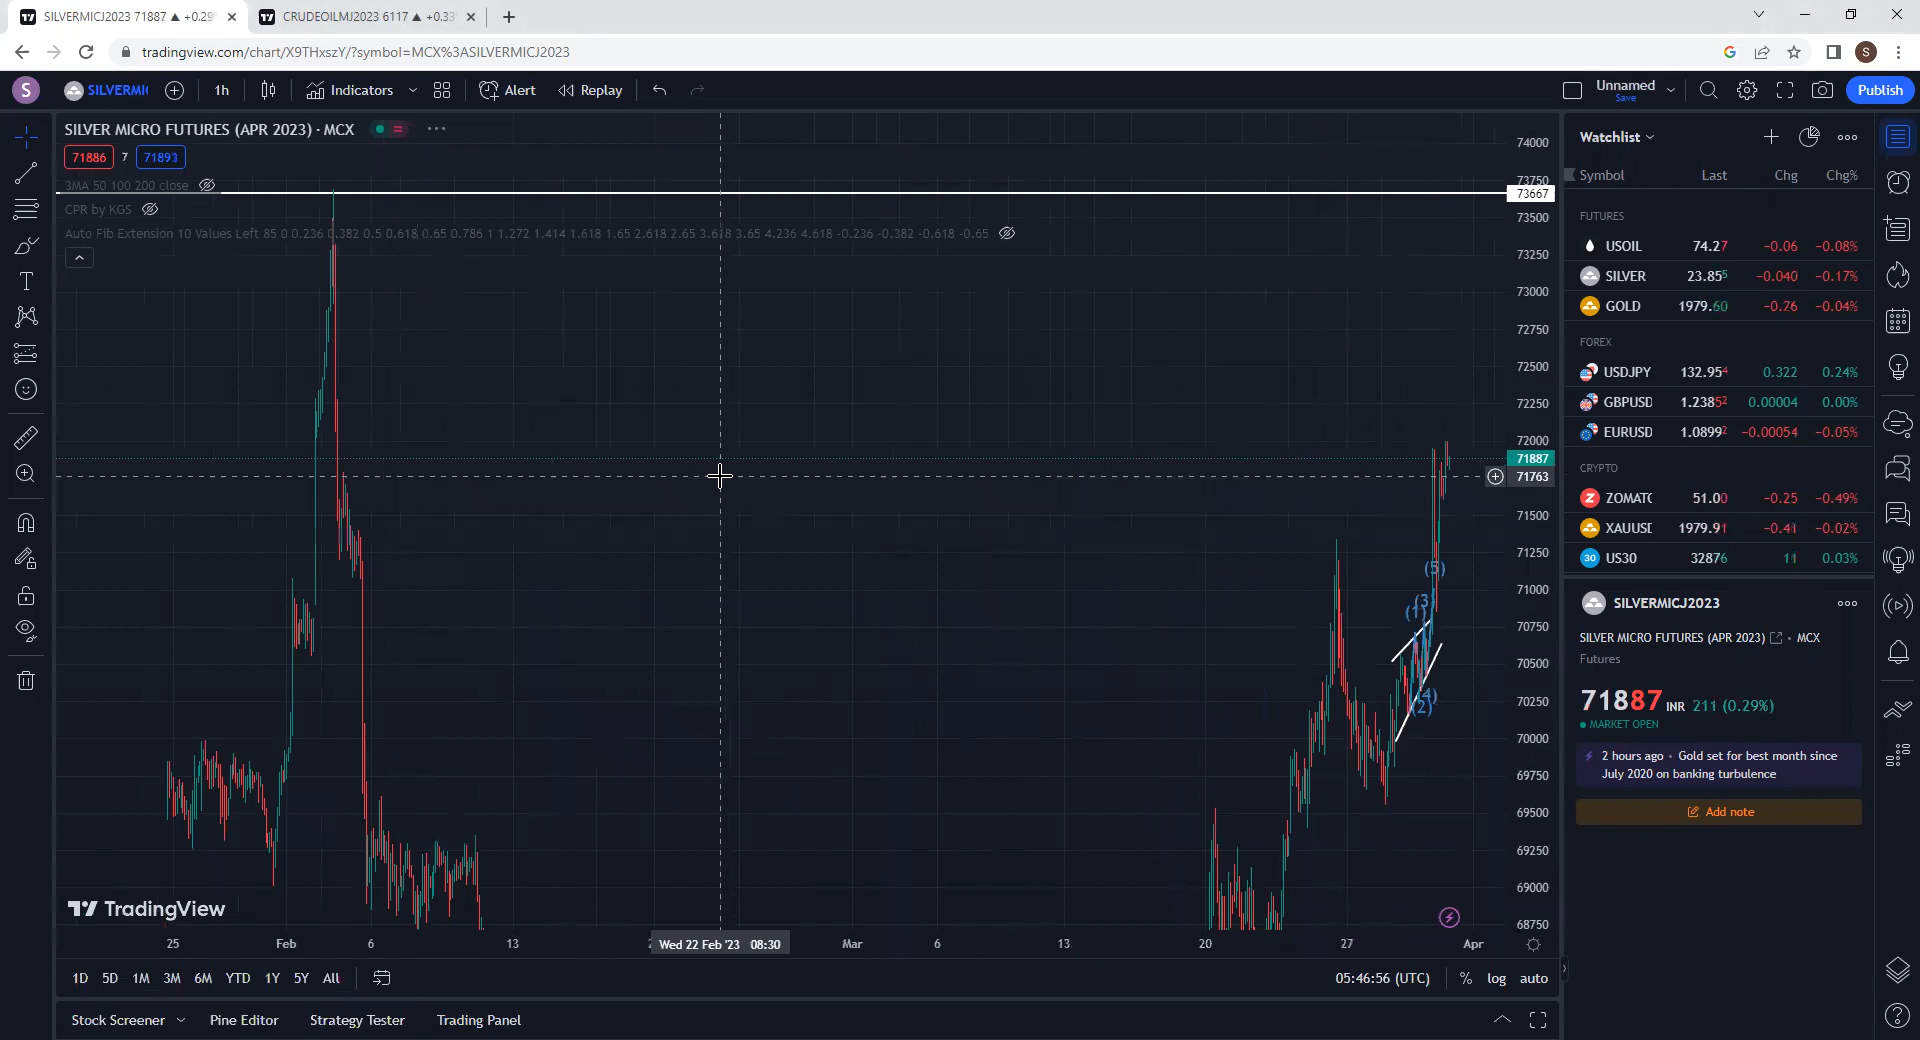 SILVERMICJ2023 71887 ▲ +0.29
CRUDEOILMJ2023 6117 ▲ +0.33
tradingview.com/chart/X9THxszY/?symbol=MCX%3ASILVERMICJ2023
S
S
SILVERMI
1h
Indicators
Alert
Replay
Unnamed
Save
Publish
SILVER MICRO FUTURES (APR 2023) · MCX
71886
7
71893
3MA 50 100 200 close
CPR by KGS
Auto Fib Extension 10 Values Left 85 0 0.236 0.382 0.5 0.618 0.65 0.786 1 1.272 1.414 1.618 1.65 2.618 2.65 3.618 3.65 4.236 4.618 -0.236 -0.382 -0.618 -0.65
74000
73750
73667
73500
73250
73000
72750
72500
72250
72000
71887
71763
71500
71250
71000
70750
70500
70250
70000
69750
69500
69250
69000
68750
(5)
(3)
(1)
(4)
(2)
TradingView
25
Feb
6
13
Wed 22 Feb '23 08:30
Mar
6
13
20
27
Apr
1D
5D
1M
3M
6M
YTD
1Y
5Y
All
05:46:56 (UTC)
%
log
auto
Stock Screener
Pine Editor
Strategy Tester
Trading Panel
Watchlist
Symbol Last Chg Chg%
FUTURES
USOIL 74.27 −0.06 −0.08%
SILVER 23.855 −0.040 −0.17%
GOLD 1979.60 −0.76 −0.04%
FOREX
USDJPY 132.954 0.322 0.24%
GBPUSD 1.23852 0.00004 0.00%
EURUSD 1.08992 −0.00054 −0.05%
CRYPTO
ZOMATO 51.00 −0.25 −0.49%
XAUUSD 1979.91 −0.41 −0.02%
30 US30 32876 11 0.03%
SILVERMICJ2023
SILVER MICRO FUTURES (APR 2023) • MCX
Futures
71887 INR 211 (0.29%)
MARKET OPEN
2 hours ago • Gold set for best month since
July 2020 on banking turbulence
Add note